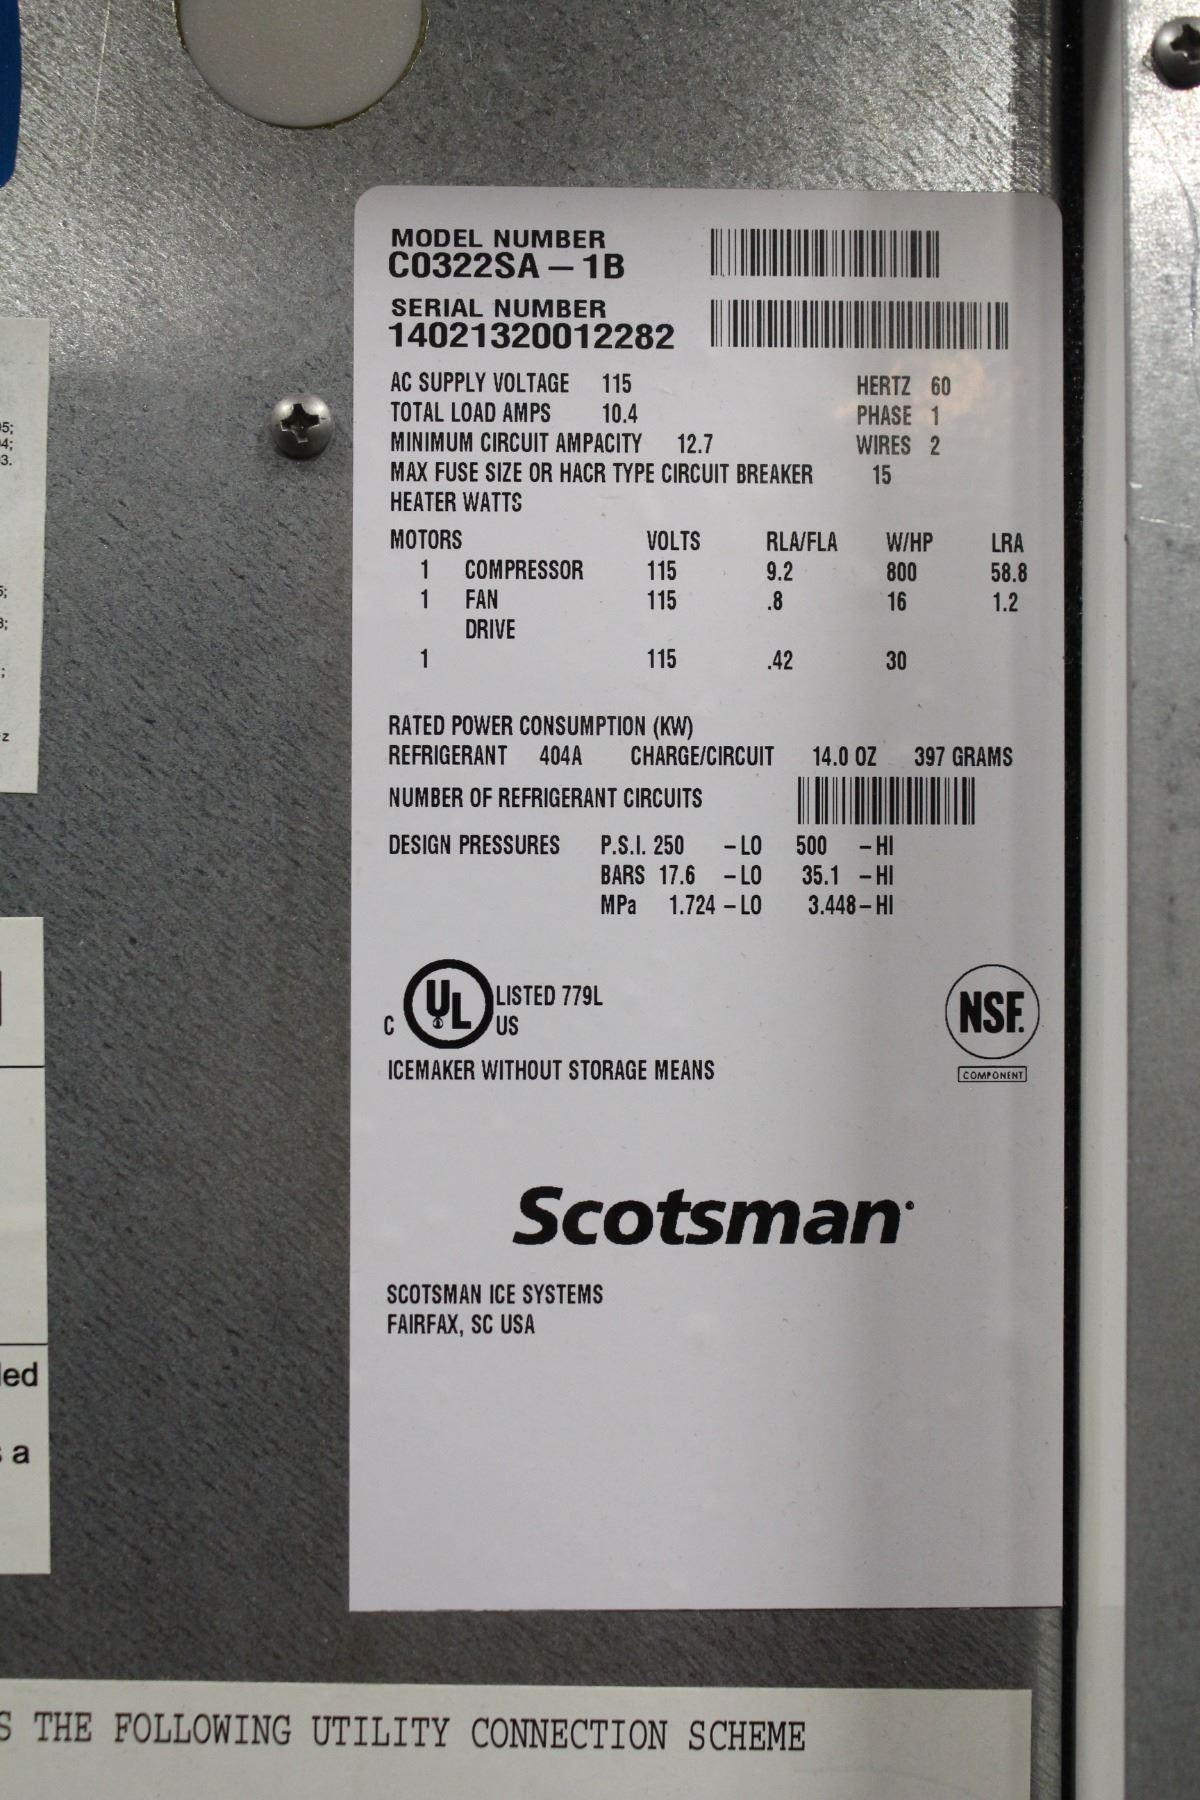 MODEL NUMBER
C0322SA – 1B
SERIAL NUMBER
14021320012282
AC SUPPLY VOLTAGE 115 HERTZ 60
TOTAL LOAD AMPS 10.4 PHASE 1
MINIMUM CIRCUIT AMPACITY 12.7 WIRES 2
MAX FUSE SIZE OR HACR TYPE CIRCUIT BREAKER 15
HEATER WATTS
MOTORS VOLTS RLA/FLA W/HP LRA
1 COMPRESSOR 115 9.2 800 58.8
1 FAN 115 .8 16 1.2
DRIVE
1 115 .42 30
RATED POWER CONSUMPTION (KW)
REFRIGERANT 404A CHARGE/CIRCUIT 14.0 OZ 397 GRAMS
NUMBER OF REFRIGERANT CIRCUITS
DESIGN PRESSURES P.S.I. 250 – LO 500 – HI
BARS 17.6 – LO 35.1 – HI
MPa 1.724 – LO 3.448 – HI
C UL LISTED 779L
US
NSF.
COMPONENT
ICEMAKER WITHOUT STORAGE MEANS
Scotsman
SCOTSMAN ICE SYSTEMS
FAIRFAX, SC USA
a
S THE FOLLOWING UTILITY CONNECTION SCHEME